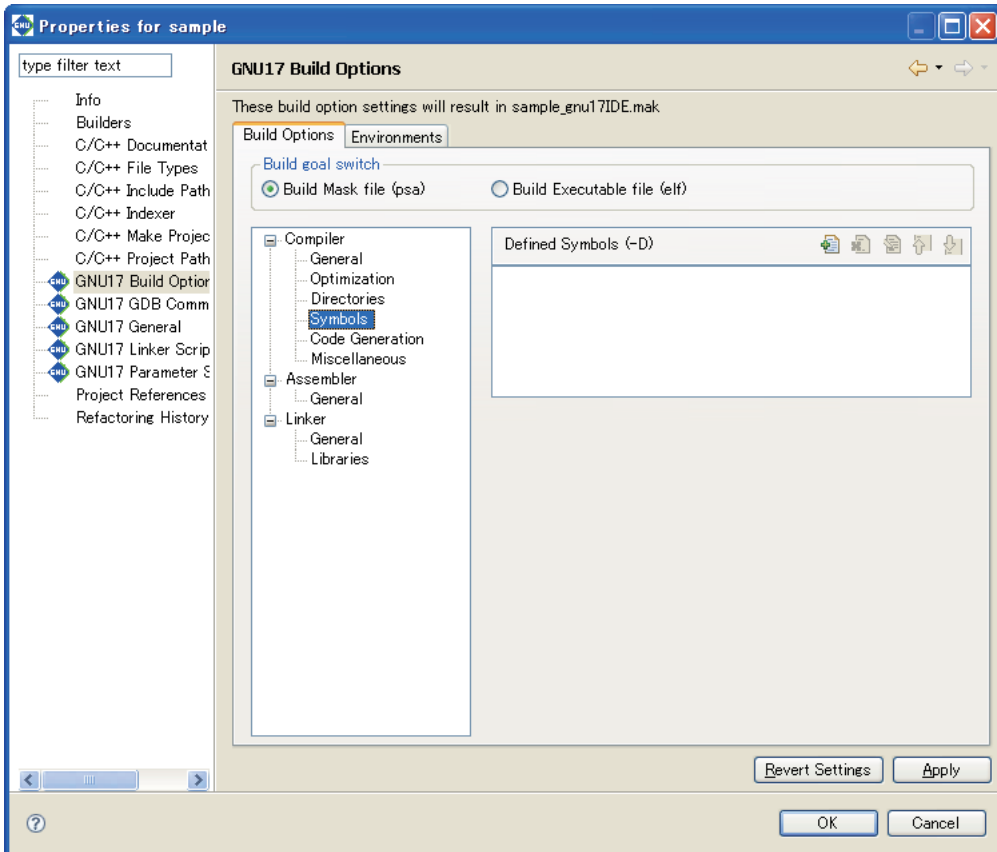 Properties for sample
type filter text
Info
Builders
C/C++ Documentat
C/C++ File Types
C/C++ Include Path
C/C++ Indexer
C/C++ Make Projec
C/C++ Project Path
GNU17 Build Option
GNU17 GDB Comm
GNU17 General
GNU17 Linker Scrip
GNU17 Parameter S
Project References
Refactoring History
GNU17 Build Options
These build option settings will result in sample_gnu17IDE.mak
Build Options
Environments
Build goal switch
Build Mask file (psa)
Build Executable file (elf)
Compiler
General
Optimization
Directories
Symbols
Code Generation
Miscellaneous
Assembler
General
Linker
General
Libraries
Defined Symbols (-D)
Revert Settings
Apply
OK
Cancel